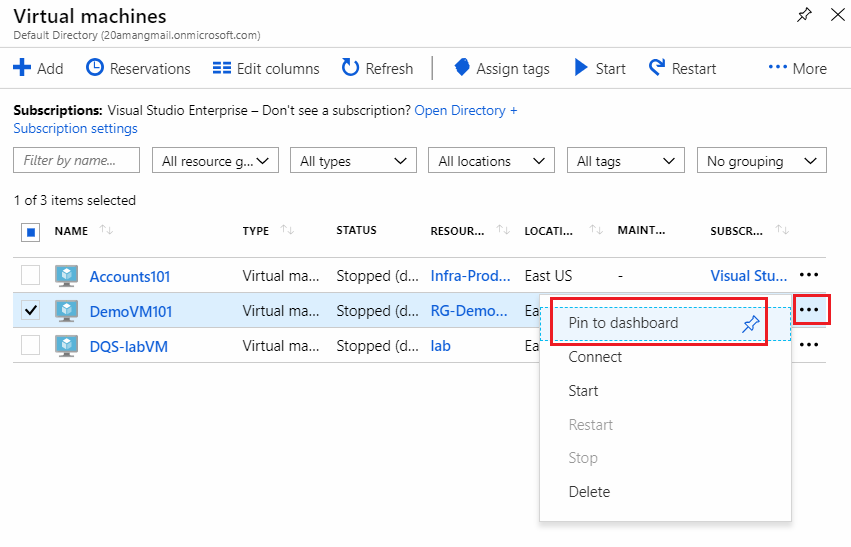 Virtual machines
Default Directory (20amangmail.onmicrosoft.com)
Add Reservations Edit columns Refresh Assign tags Start Restart ··· More
Subscriptions: Visual Studio Enterprise – Don't see a subscription? Open Directory +
Subscription settings
Filter by name... All resource g... All types All locations All tags No grouping
1 of 3 items selected
NAME TYPE STATUS RESOUR... LOCATI... MAINT... SUBSCR...
Accounts101 Virtual ma... Stopped (d... Infra-Prod... East US - Visual Stu... ...
DemoVM101 Virtual ma... Stopped (d... RG-Demo... Ea ...
DQS-labVM Virtual ma... Stopped (d... lab Ea ...
Pin to dashboard
Connect
Start
Restart
Stop
Delete